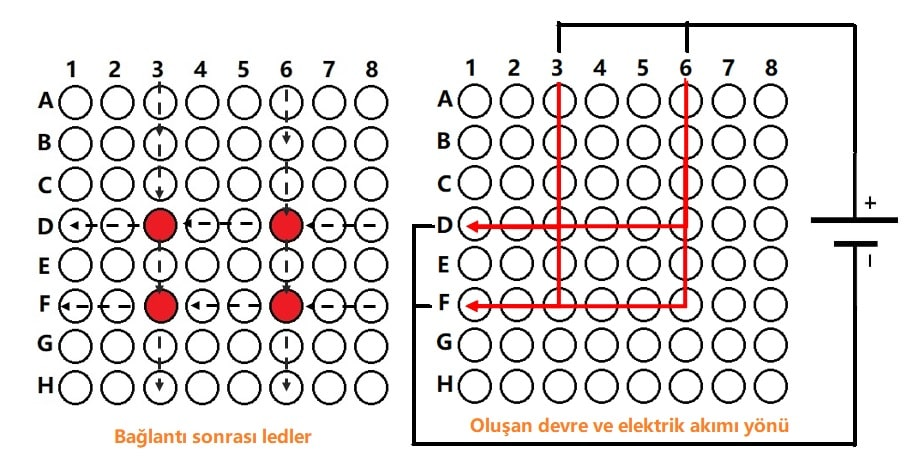 1 2 3 4 5 6 7 8
A
B
C
D
E
F
G
H
Bağlantı sonrası ledler
1 2 3 4 5 6 7 8
A
B
C
D
E
F
G
H
+
-
Oluşan devre ve elektrik akımı yönü